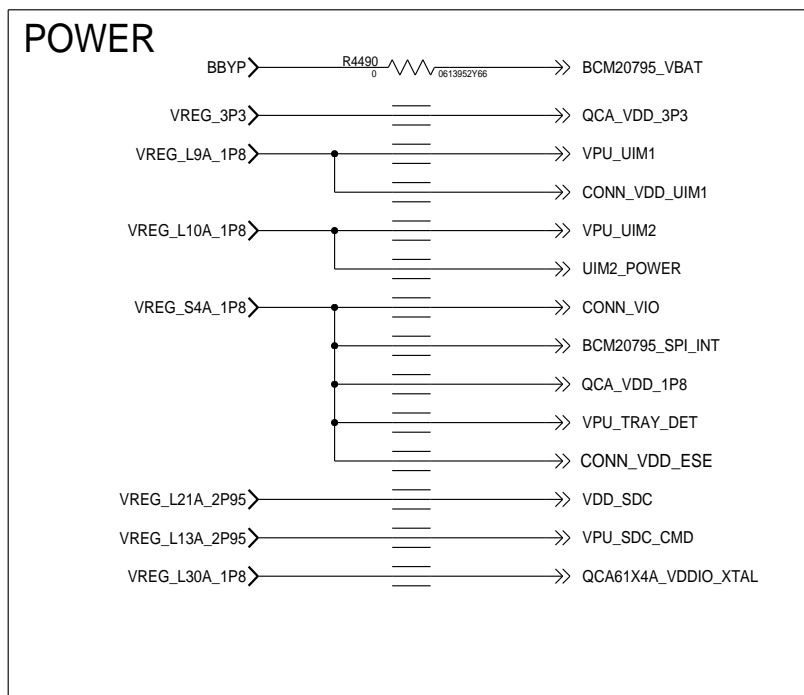 POWER
BBYP R4490 0 0613952Y66 BCM20795_VBAT
VREG_3P3 QCA_VDD_3P3
VREG_L9A_1P8 VPU_UIM1
CONN_VDD_UIM1
VREG_L10A_1P8 VPU_UIM2
UIM2_POWER
VREG_S4A_1P8 CONN_VIO
BCM20795_SPI_INT
QCA_VDD_1P8
VPU_TRAY_DET
CONN_VDD_ESE
VREG_L21A_2P95 VDD_SDC
VREG_L13A_2P95 VPU_SDC_CMD
VREG_L30A_1P8 QCA61X4A_VDDIO_XTAL